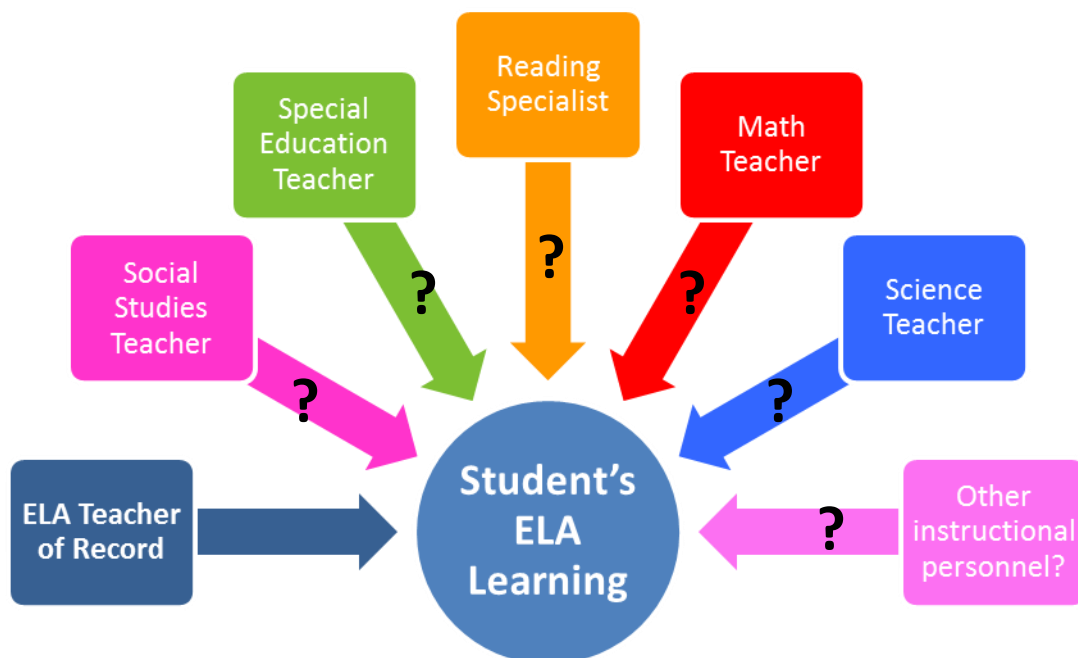 Reading
Specialist
Special
Education
Teacher
Math
Teacher
?
?
?
Social
Studies
Teacher
Science
Teacher
?
?
ELA Teacher
of Record
Student's
ELA
Learning
?
Other
instructional
personnel?